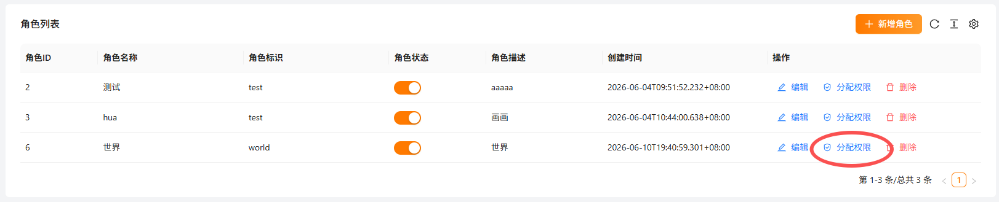 角色列表 新增角色
角色ID 角色名称 角色标识 角色状态 角色描述 创建时间 操作
2 测试 test aaaaa 2026-06-04T09:51:52.232+08:00 编辑 分配权限 删除
3 hua test 画画 2026-06-04T10:44:00.638+08:00 编辑 分配权限 删除
6 世界 world 世界 2026-06-10T19:40:59.301+08:00 编辑 分配权限 删除
第 1-3 条/总共 3 条 1